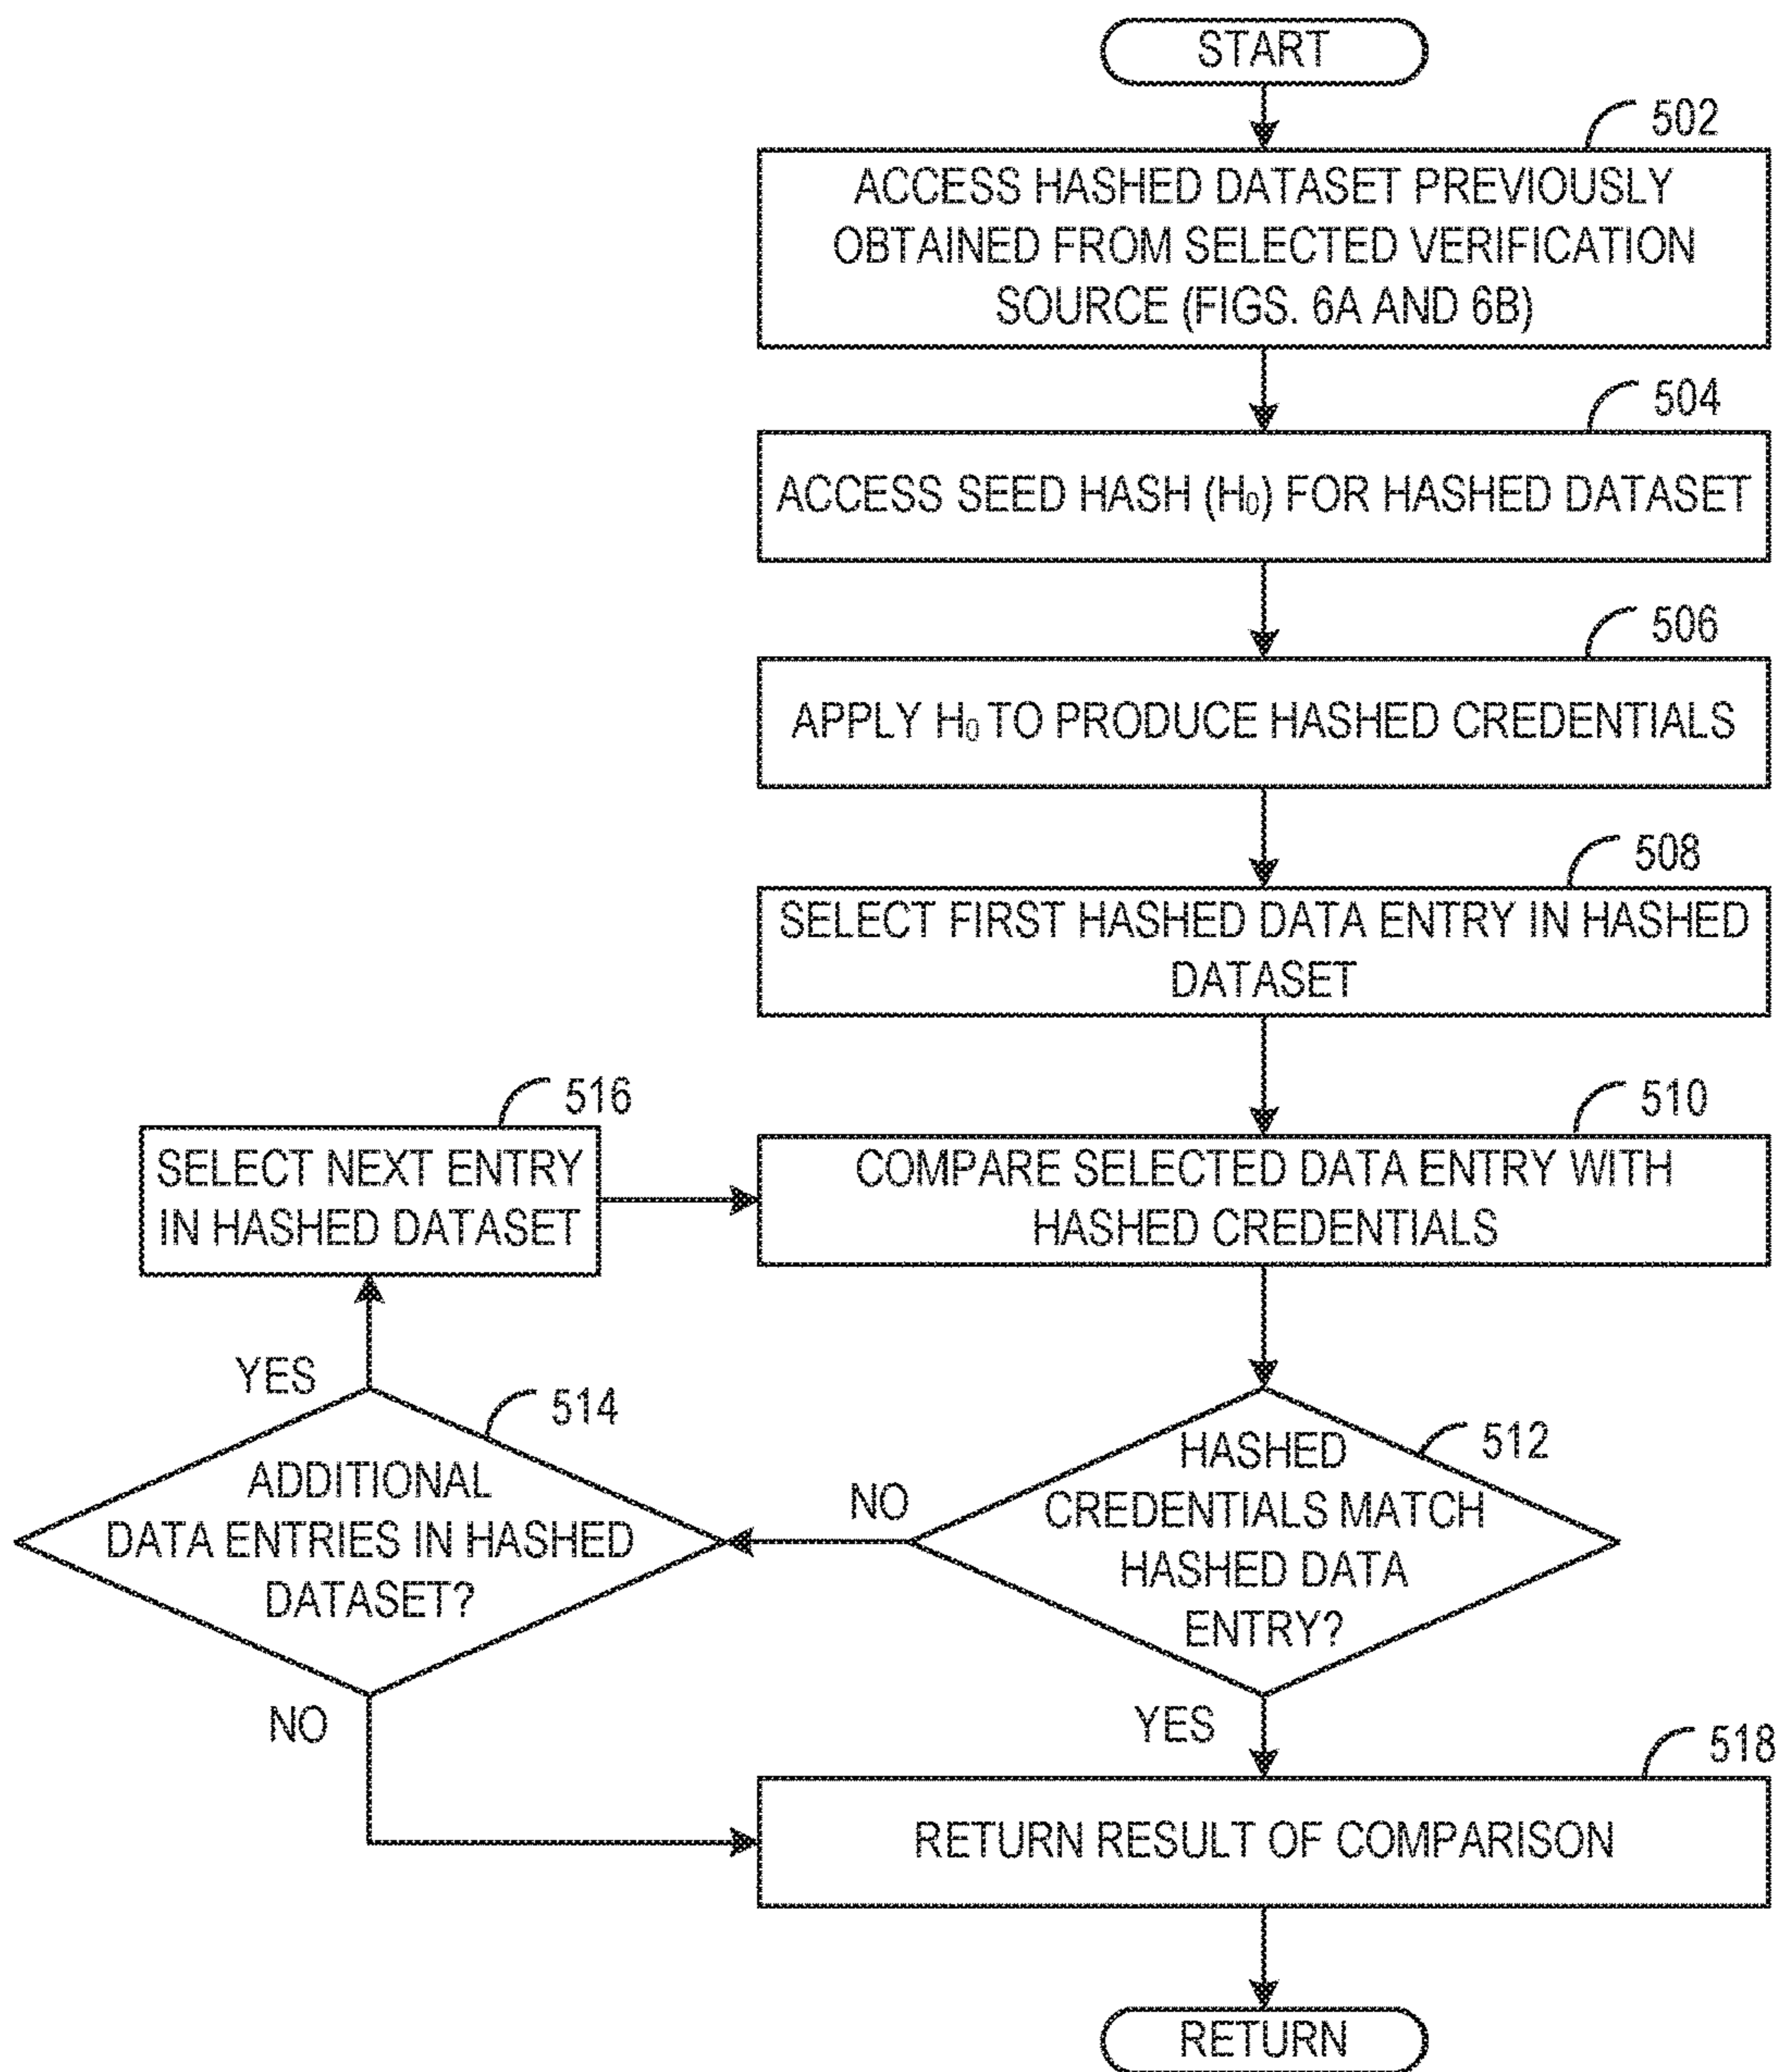 START
502
ACCESS HASHED DATASET PREVIOUSLY
OBTAINED FROM SELECTED VERIFICATION
SOURCE (FIGS. 6A AND 6B)
504
ACCESS SEED HASH (H₀) FOR HASHED DATASET
506
APPLY H₀ TO PRODUCE HASHED CREDENTIALS
508
SELECT FIRST HASHED DATA ENTRY IN HASHED
DATASET
516
SELECT NEXT ENTRY
IN HASHED DATASET
510
COMPARE SELECTED DATA ENTRY WITH
HASHED CREDENTIALS
YES
514
ADDITIONAL
DATA ENTRIES IN HASHED
DATASET?
NO
512
HASHED
CREDENTIALS MATCH
HASHED DATA
ENTRY?
NO
YES
518
RETURN RESULT OF COMPARISON
RETURN